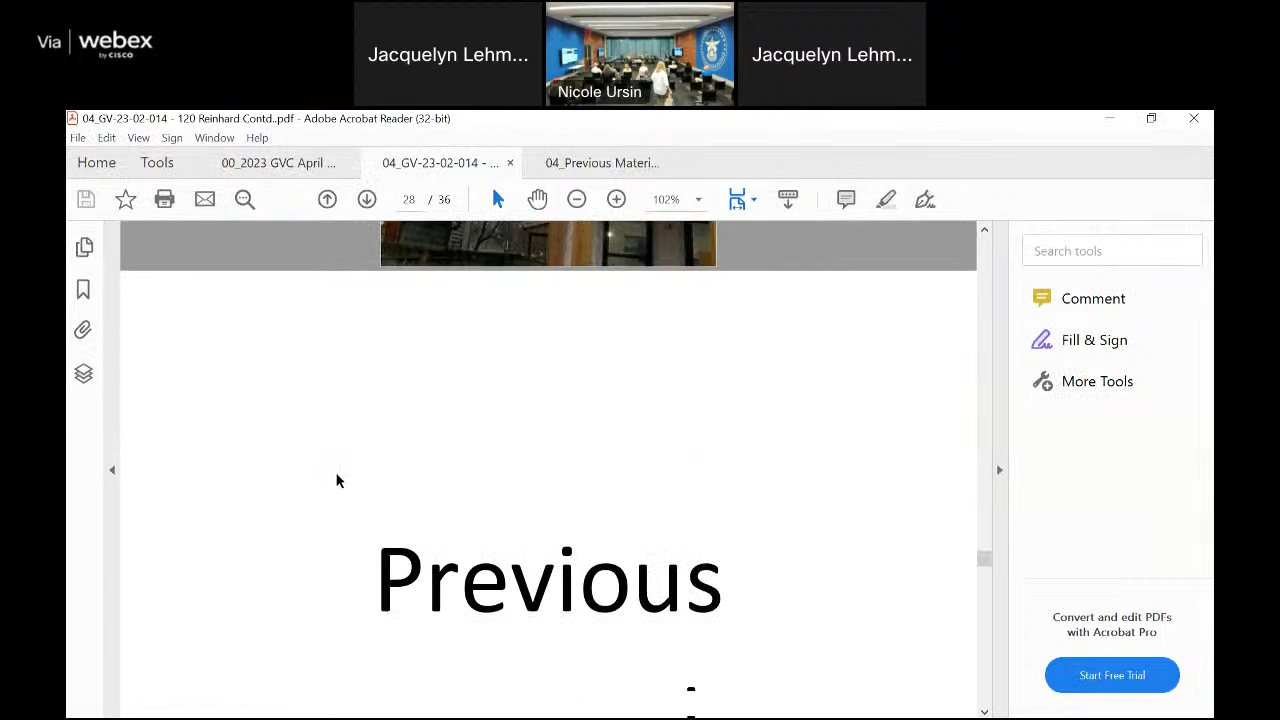 Via | webex
by CISCO
Jacquelyn Lehm...
Nicole Ursin
Jacquelyn Lehm...
04_GV-23-02-014 - 120 Reinhard Contd..pdf - Adobe Acrobat Reader (32-bit)
File Edit View Sign Window Help
Home Tools 00_2023 GVC April ... 04_GV-23-02-014 - ... 04_Previous Materi...
28 / 36 102%
Search tools
Comment
Fill & Sign
More Tools
Previous
Convert and edit PDFs
with Acrobat Pro
Start Free Trial